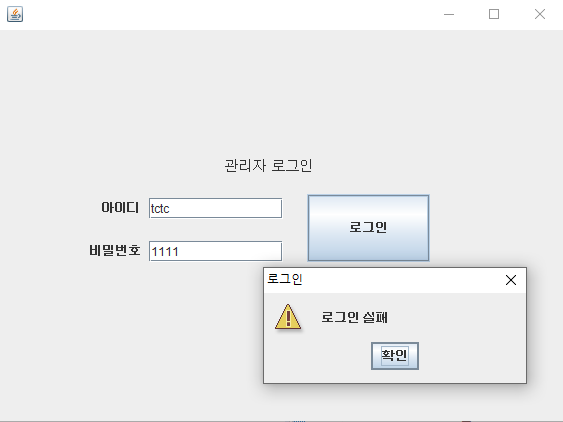 관리자 로그인
아이디 tctc
로그인
비밀번호 1111
로그인
로그인 실패
확인